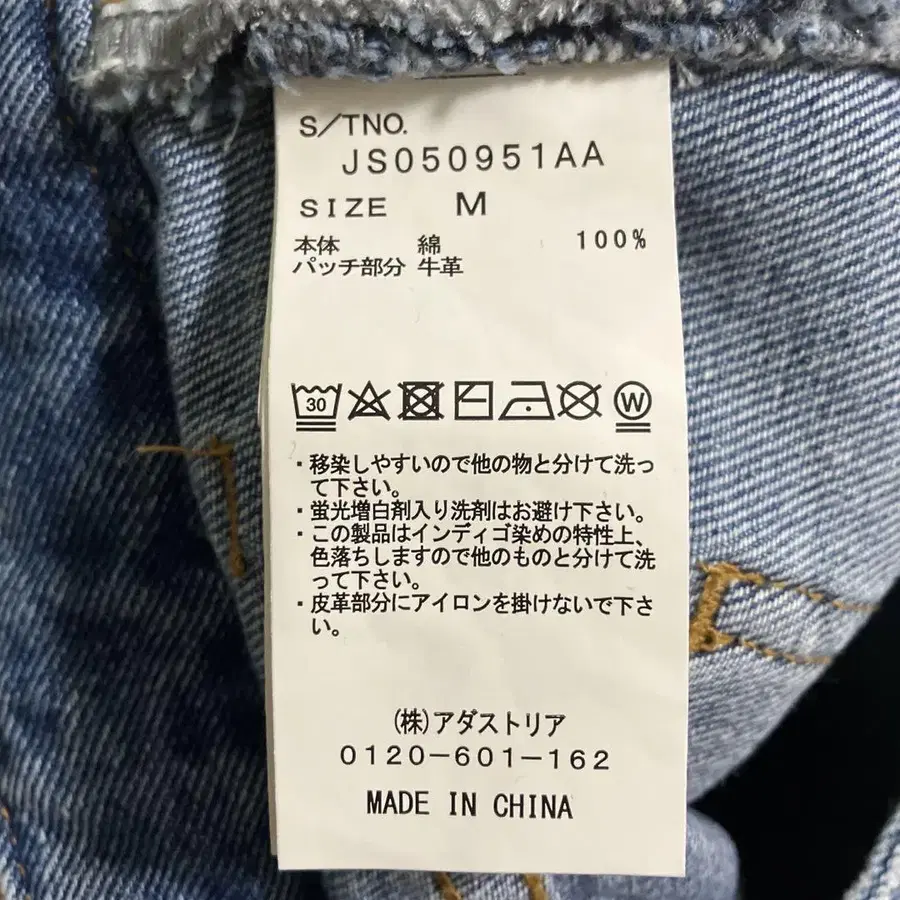 S/TNO.
JS050951AA
SIZE M
本体 綿 100%
パッチ部分 牛革
30 W
・移染しやすいので他の物と分けて洗っ
て下さい。
・蛍光増白剤入り洗剤はお避け下さい。
・この製品はインディゴ染めの特性上、
色落ちしますので他のものと分けて洗
って下さい。
・皮革部分にアイロンを掛けないで下さ
い。
(株)アダストリア
0120-601-162
MADE IN CHINA